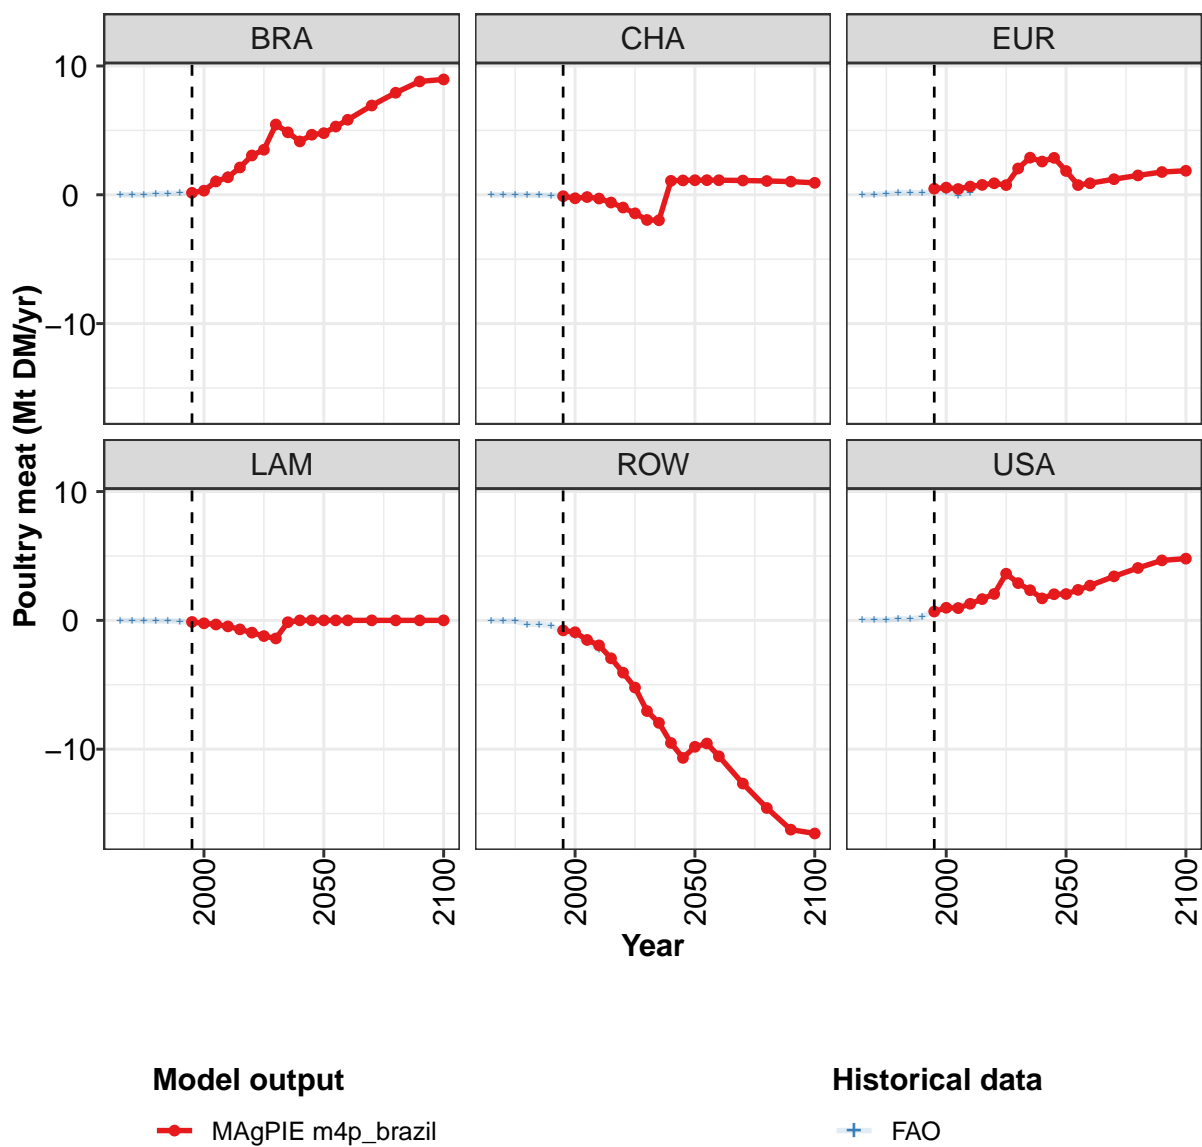 BRA CHA EUR
10
0
−10
Poultry meat (Mt DM/yr)
LAM ROW USA
10
0
−10
2000 2050 2100 2000 2050 2100 2000 2050 2100
Year
Model output Historical data
MAgPIE m4p_brazil FAO